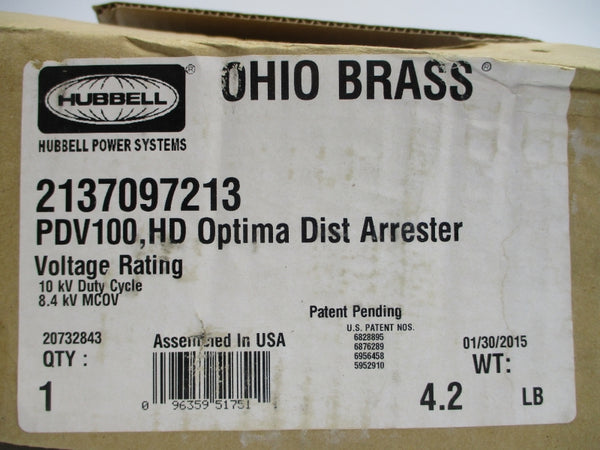 HUBBELL®
OHIO BRASS®
HUBBELL POWER SYSTEMS
2137097213
PDV100,HD Optima Dist Arrester
Voltage Rating
10 kV Duty Cycle
8.4 kV MCOV
Patent Pending
U.S. PATENT NOS.
6828895
6876289
6956458
5952910
20732843
Assembled In USA
01/30/2015
QTY :
WT:
1
4.2 LB
0 96359 51751